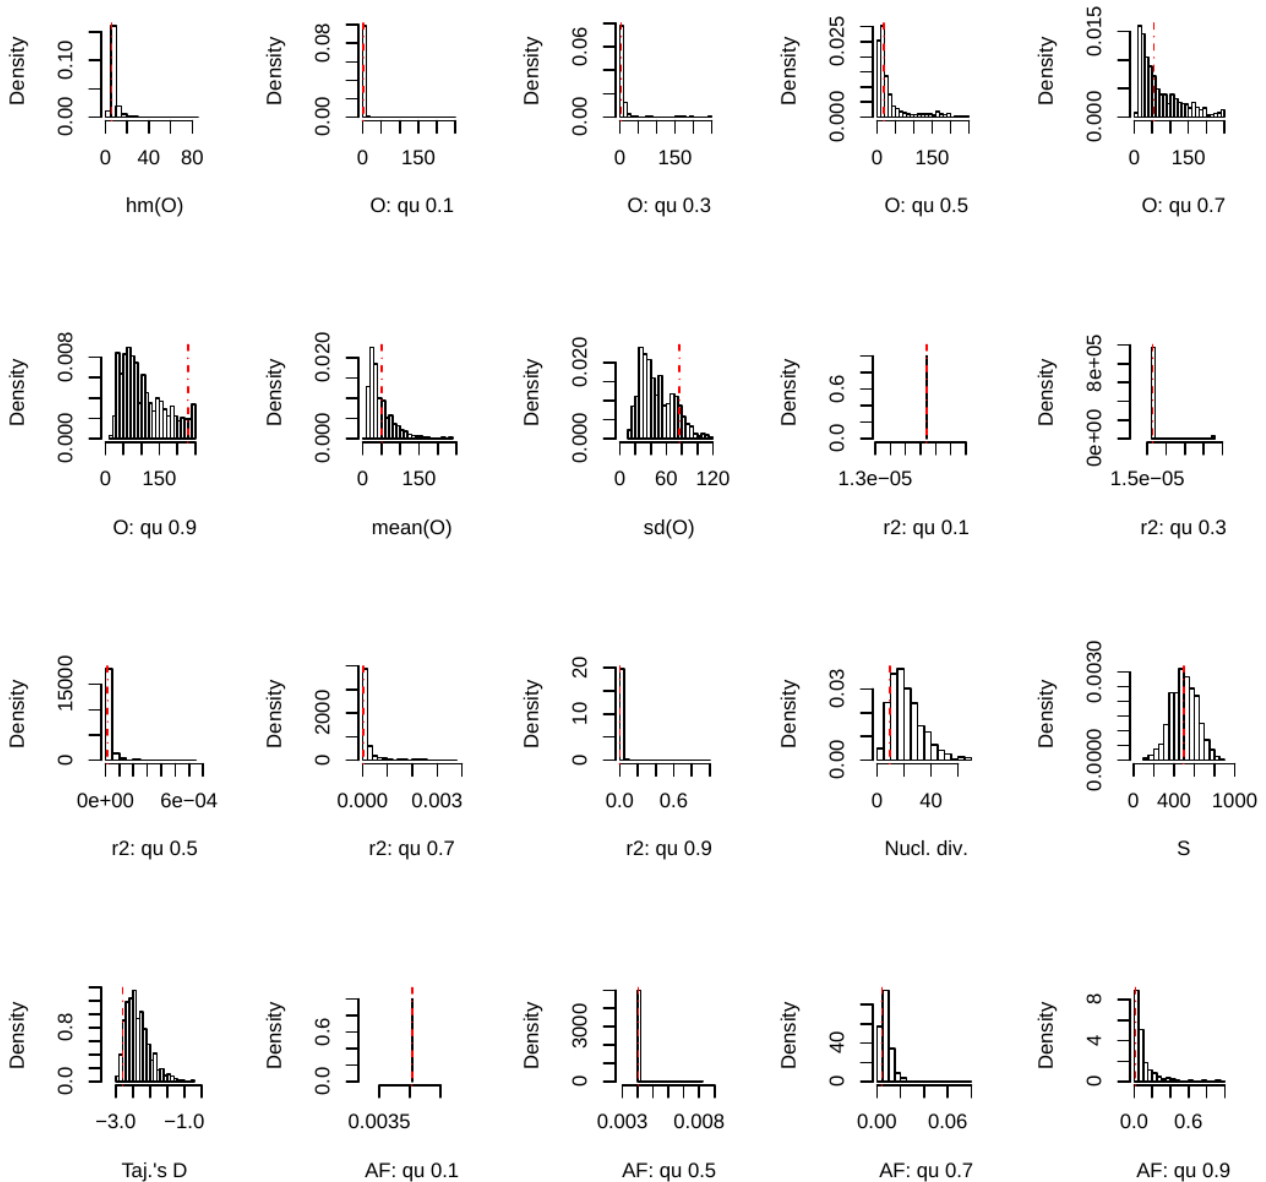 Density
0.00 0.10
0 40 80
hm(O)
Density
0.00 0.08
0 150
O: qu 0.1
Density
0.00 0.06
0 150
O: qu 0.3
Density
0.000 0.025
0 150
O: qu 0.5
Density
0.000 0.015
0 150
O: qu 0.7
Density
0.000 0.008
0 150
O: qu 0.9
Density
0.000 0.020
0 150
mean(O)
Density
0.000 0.020
0 60 120
sd(O)
Density
0.0 0.6
1.3e−05
r2: qu 0.1
Density
0e+00 8e+05
1.5e−05
r2: qu 0.3
Density
0 15000
0e+00 6e−04
r2: qu 0.5
Density
0 2000
0.000 0.003
r2: qu 0.7
Density
0 10 20
0.0 0.6
r2: qu 0.9
Density
0.00 0.03
0 40
Nucl. div.
Density
0.0000 0.0030
0 400 1000
S
Density
0.0 0.8
−3.0 −1.0
Taj.'s D
Density
0.0 0.6
0.0035
AF: qu 0.1
Density
0 3000
0.003 0.008
AF: qu 0.5
Density
0 40
0.00 0.06
AF: qu 0.7
Density
0 4 8
0.0 0.6
AF: qu 0.9